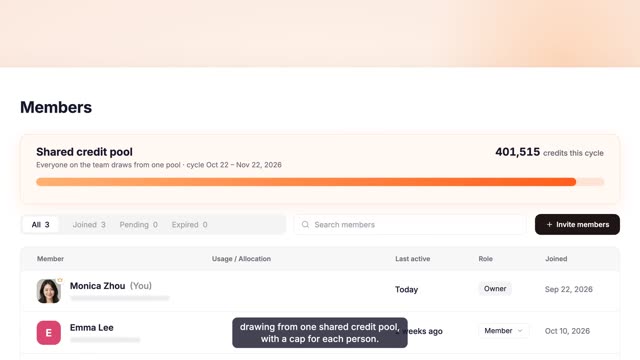 Members
Shared credit pool
401,515 credits this cycle
Everyone on the team draws from one pool · cycle Oct 22 – Nov 22, 2026
All 3 Joined 3 Pending 0 Expired 0
Search members
+ Invite members
Member Usage / Allocation Last active Role Joined
Monica Zhou (You) Today Owner Sep 22, 2026
E Emma Lee weeks ago Member Oct 10, 2026
drawing from one shared credit pool,
with a cap for each person.